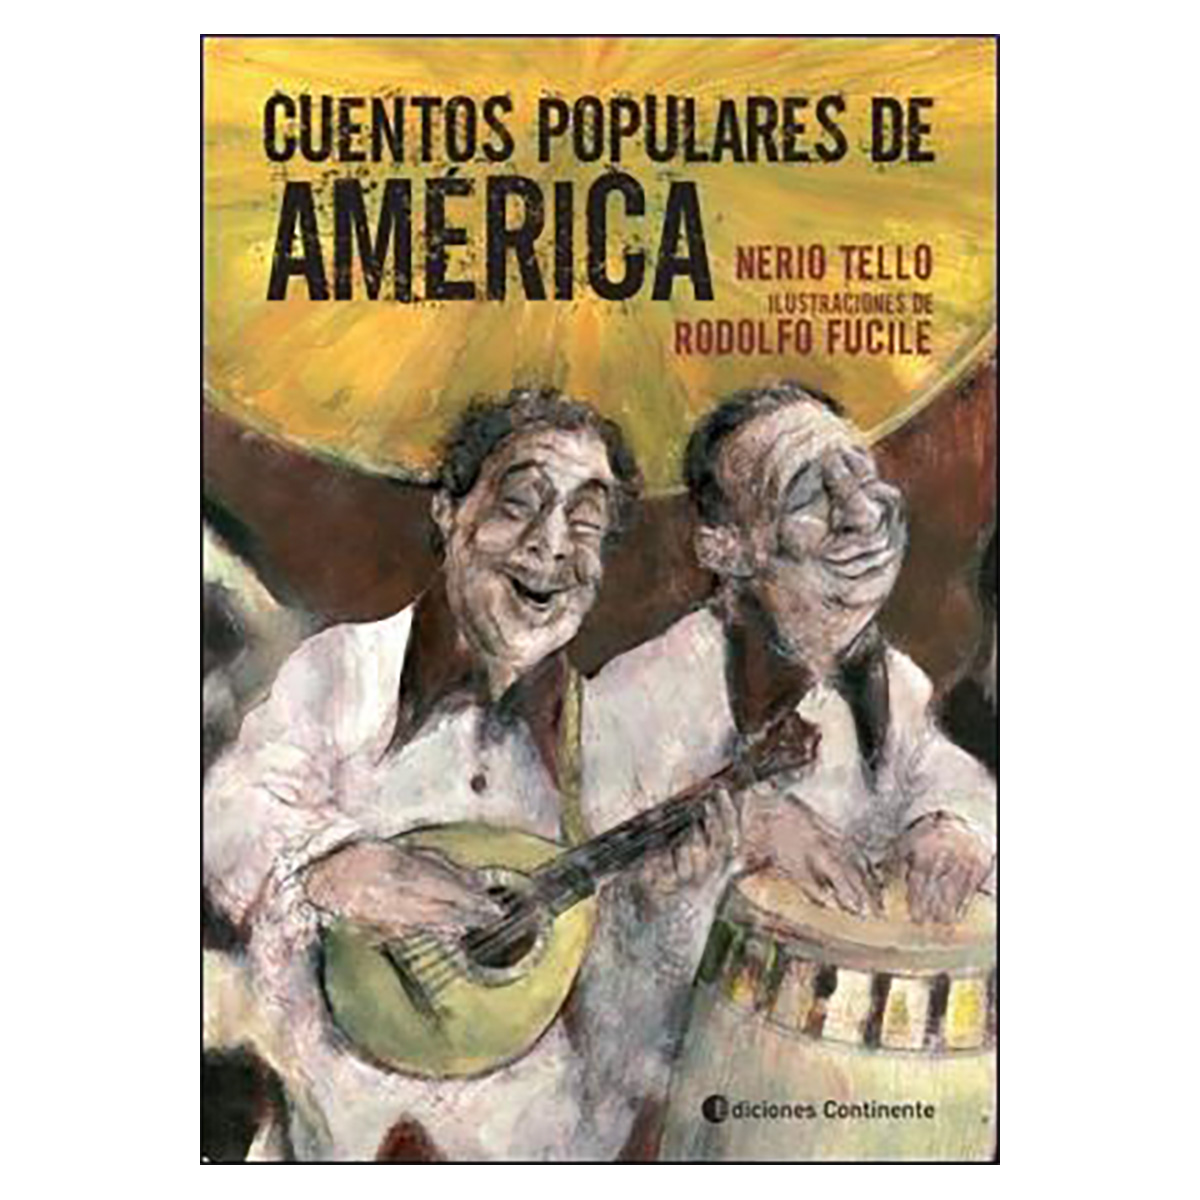 CUENTOS POPULARES DE
AMÉRICA
NERIO TELLO
ILUSTRACIONES DE
RODOLFO FUCILE
Ediciones Continente